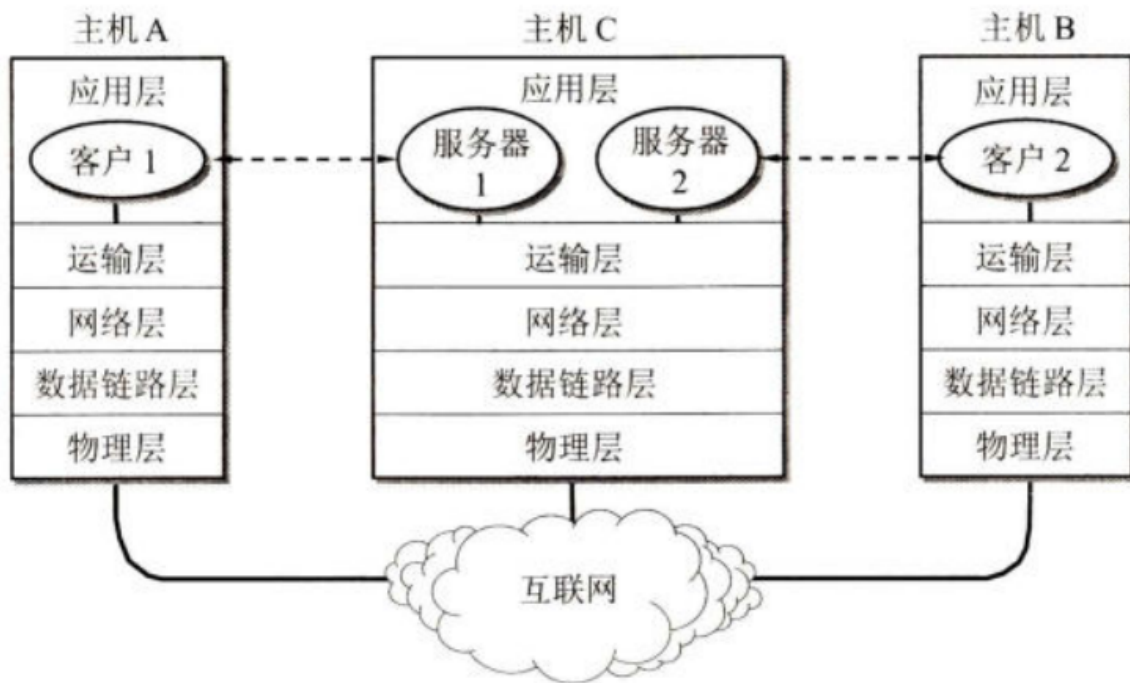 主机 A
主机 C
主机 B
应用层
应用层
应用层
客户 1
服务器
1
服务器
2
客户 2
运输层
运输层
运输层
网络层
网络层
网络层
数据链路层
数据链路层
数据链路层
物理层
物理层
物理层
互联网